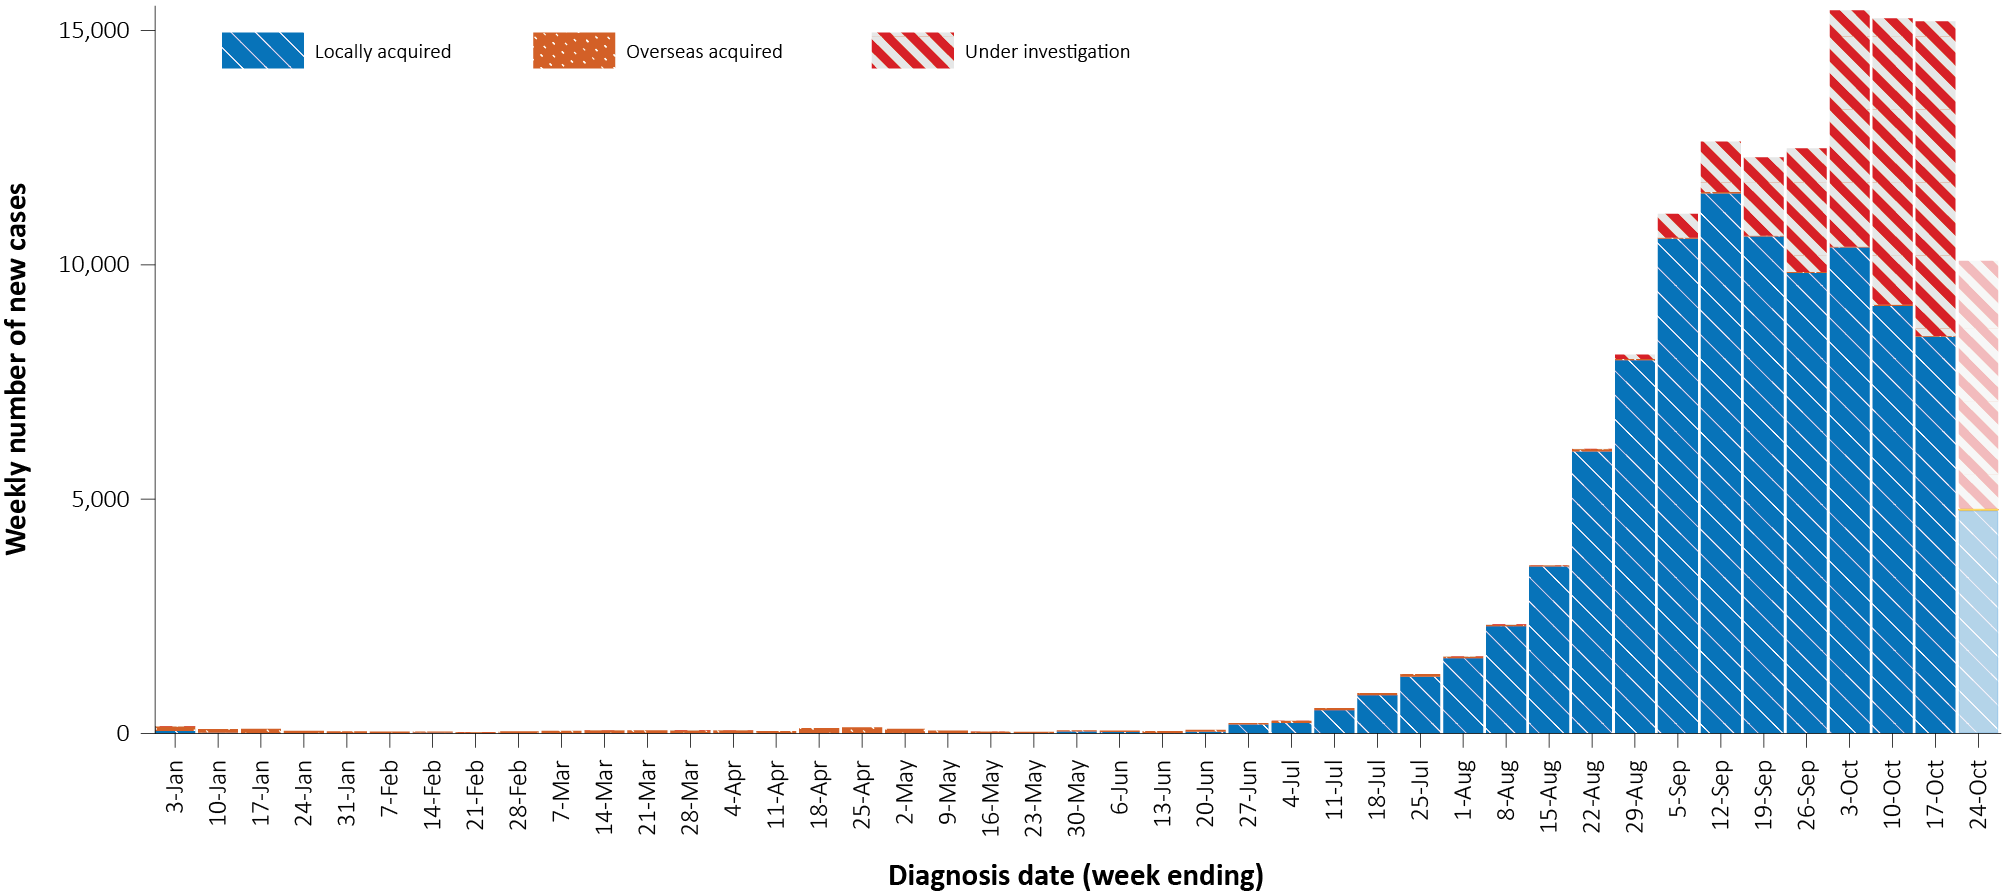 Weekly number of new cases
15,000
10,000
5,000
0
Locally acquired
Overseas acquired
Under investigation
3-Jan
10-Jan
17-Jan
24-Jan
31-Jan
7-Feb
14-Feb
21-Feb
28-Feb
7-Mar
14-Mar
21-Mar
28-Mar
4-Apr
11-Apr
18-Apr
25-Apr
2-May
9-May
16-May
23-May
30-May
6-Jun
13-Jun
20-Jun
27-Jun
4-Jul
11-Jul
18-Jul
25-Jul
1-Aug
8-Aug
15-Aug
22-Aug
29-Aug
5-Sep
12-Sep
19-Sep
26-Sep
3-Oct
10-Oct
17-Oct
24-Oct
Diagnosis date (week ending)